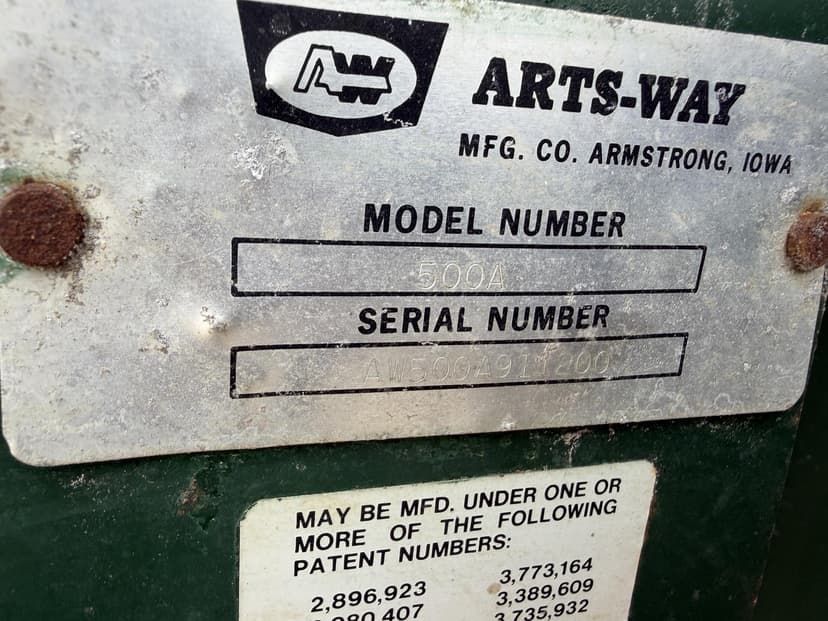 AW
ARTS-WAY
MFG. CO. ARMSTRONG, IOWA
MODEL NUMBER
500A
SERIAL NUMBER
MAY BE MFD. UNDER ONE OR
MORE OF THE FOLLOWING
PATENT NUMBERS:
2,896,923 3,773,164
3,389,609
3,735,932